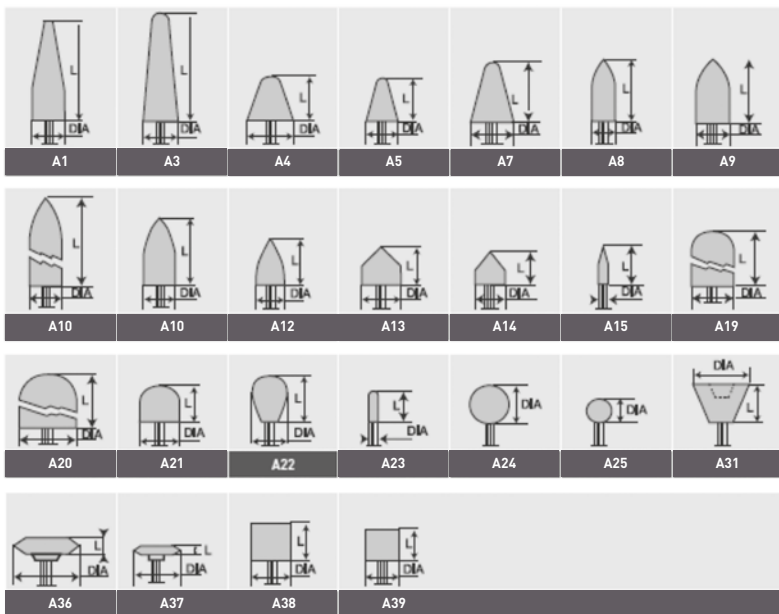 L L L L L L L
DIA DIA DIA DIA DIA DIA DIA
A1 A3 A4 A5 A7 A8 A9
L L L L L L L
DIA DIA DIA DIA DIA DIA DIA
A10 A10 A12 A13 A14 A15 A19
DIA
L L L L DIA DIA L
DIA DIA DIA DIA
A20 A21 A22 A23 A24 A25 A31
L L L L
DIA DIA DIA DIA
A36 A37 A38 A39